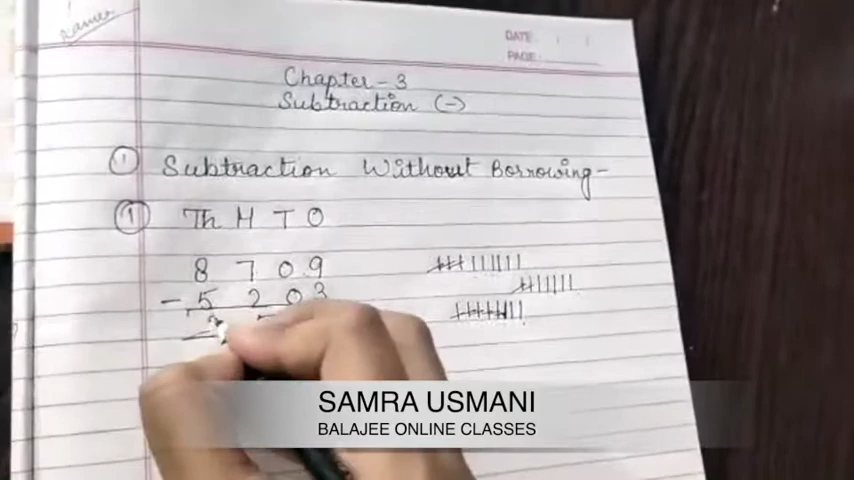 DATE:
PAGE:
Chapter - 3
Subtraction (-)
① Subtraction Without Borrowing-
① Th H T O
8 7 0 9
- 5 2 0 3
3
SAMRA USMANI
BALAJEE ONLINE CLASSES